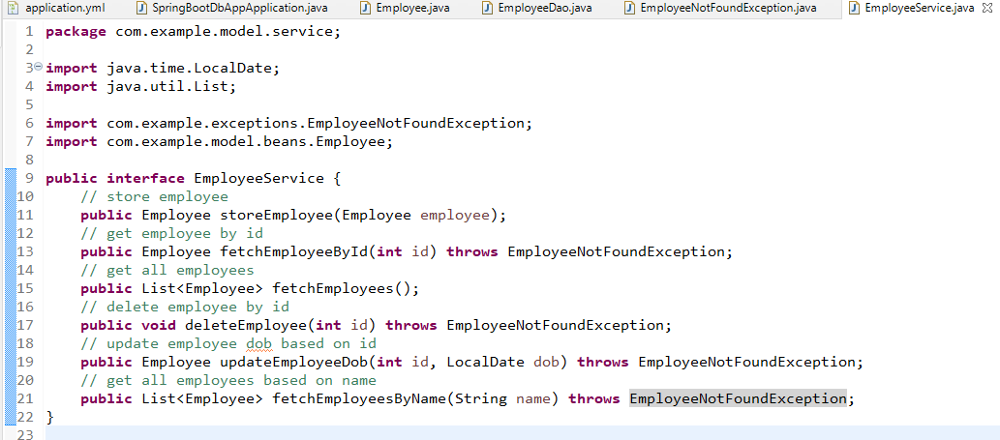 application.yml SpringBootDbAppApplication.java Employee.java EmployeeDao.java EmployeeNotFoundException.java EmployeeService.java
1 package com.example.model.service;
2
3 import java.time.LocalDate;
4 import java.util.List;
5
6 import com.example.exceptions.EmployeeNotFoundException;
7 import com.example.model.beans.Employee;
8
9 public interface EmployeeService {
10 // store employee
11 public Employee storeEmployee(Employee employee);
12 // get employee by id
13 public Employee fetchEmployeeById(int id) throws EmployeeNotFoundException;
14 // get all employees
15 public List<Employee> fetchEmployees();
16 // delete employee by id
17 public void deleteEmployee(int id) throws EmployeeNotFoundException;
18 // update employee dob based on id
19 public Employee updateEmployeeDob(int id, LocalDate dob) throws EmployeeNotFoundException;
20 // get all employees based on name
21 public List<Employee> fetchEmployeesByName(String name) throws EmployeeNotFoundException;
22 }
23